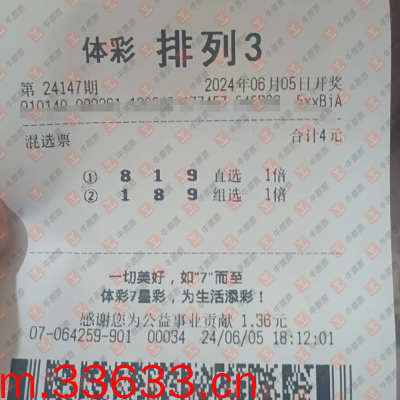 体彩 排列3
第 24147期 2024年06月05日开奖
5xxBjA
混选票 合计4元
① 8 1 9 直选 1倍
② 1 8 9 组选 1倍
一切美好，如"7"而至
体彩7星彩，为生活添彩！
感谢您为公益事业贡献 1.36元
07-064259-901 00034 24/06/05 18:12:01
m.33633.cn